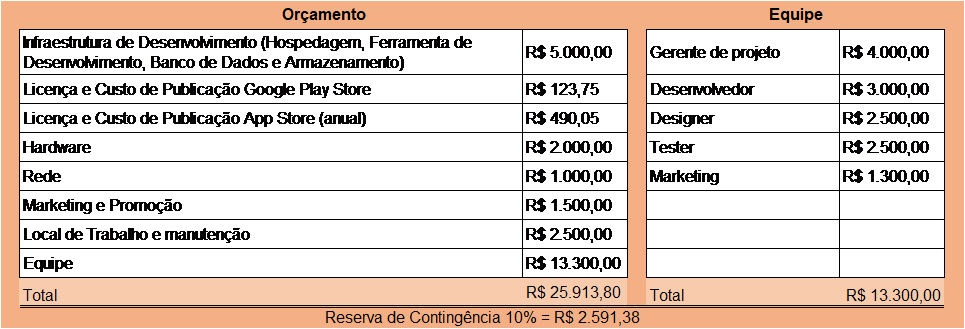 Orçamento Equipe
Infraestrutura de Desenvolvimento (Hospedagem, Ferramenta de
Desenvolvimento, Banco de Dados e Armazenamento) R$ 5.000,00 Gerente de projeto R$ 4.000,00
Licença e Custo de Publicação Google Play Store R$ 123,75 Desenvolvedor R$ 3.000,00
Licença e Custo de Publicação App Store (anual) R$ 490,05 Designer R$ 2.500,00
Hardware R$ 2.000,00 Tester R$ 2.500,00
Rede R$ 1.000,00 Marketing R$ 1.300,00
Marketing e Promoção R$ 1.500,00
Local de Trabalho e manutenção R$ 2.500,00
Equipe R$ 13.300,00
Total R$ 25.913,80 Total R$ 13.300,00
Reserva de Contingência 10% = R$ 2.591,38